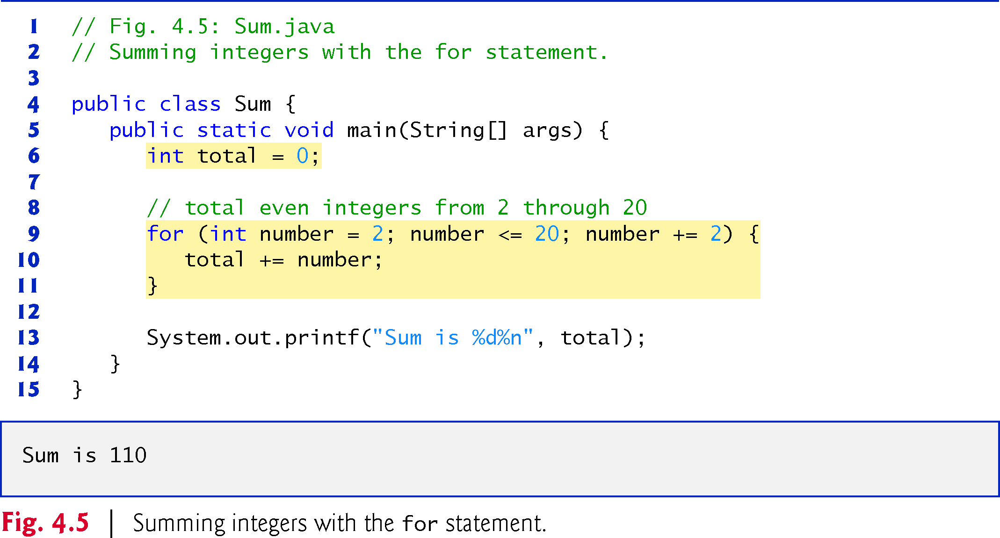 1 // Fig. 4.5: Sum.java
2 // Summing integers with the for statement.
3
4 public class Sum {
5    public static void main(String[] args) {
6       int total = 0;
7
8       // total even integers from 2 through 20
9       for (int number = 2; number <= 20; number += 2) {
10          total += number;
11       }
12
13       System.out.printf("Sum is %d%n", total);
14    }
15 }
Sum is 110
Fig. 4.5 | Summing integers with the for statement.